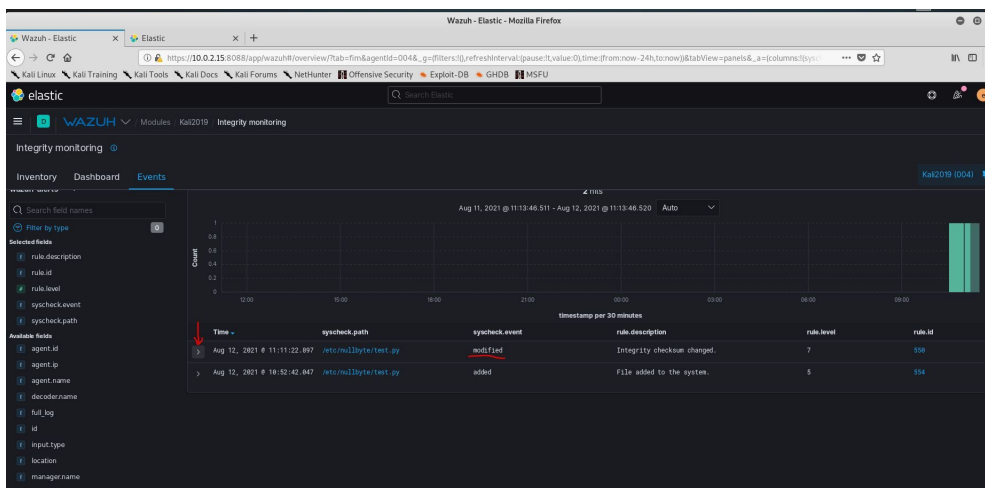 Wazuh - Elastic - Mozilla Firefox
Wazuh - Elastic × Elastic × +
https://10.0.2.15:8088/app/wazuh#/overview/?tab=fim&agentId=004&_g=(filters:!(),refreshInterval:(pause:!t,value:0),time:(from:now-24h,to:now))&tabView=panels&_a=(columns:!(sysc
Kali Linux Kali Training Kali Tools Kali Docs Kali Forums NetHunter Offensive Security Exploit-DB GHDB MSFU
elastic Search Elastic e
D WAZUH / Modules / Kali2019 / Integrity monitoring
Integrity monitoring
Inventory Dashboard Events Kali2019 (004)
2 hits
Search field names Aug 11, 2021 @ 11:13:46.511 - Aug 12, 2021 @ 11:13:46.520 Auto
Filter by type 0
Selected fields
rule.description
rule.id
rule.level
syscheck.event
syscheck.path
Count
1
0.8
0.6
0.4
0.2
0
12:00 15:00 18:00 21:00 00:00 03:00 06:00 09:00
timestamp per 30 minutes
Available fields
agent.id
agent.ip
agent.name
decoder.name
full_log
id
input.type
location
manager.name
Time syscheck.path syscheck.event rule.description rule.level rule.id
Aug 12, 2021 @ 11:11:22.897 /etc/nullbyte/test.py modified Integrity checksum changed. 7 550
Aug 12, 2021 @ 10:52:42.047 /etc/nullbyte/test.py added File added to the system. 5 554